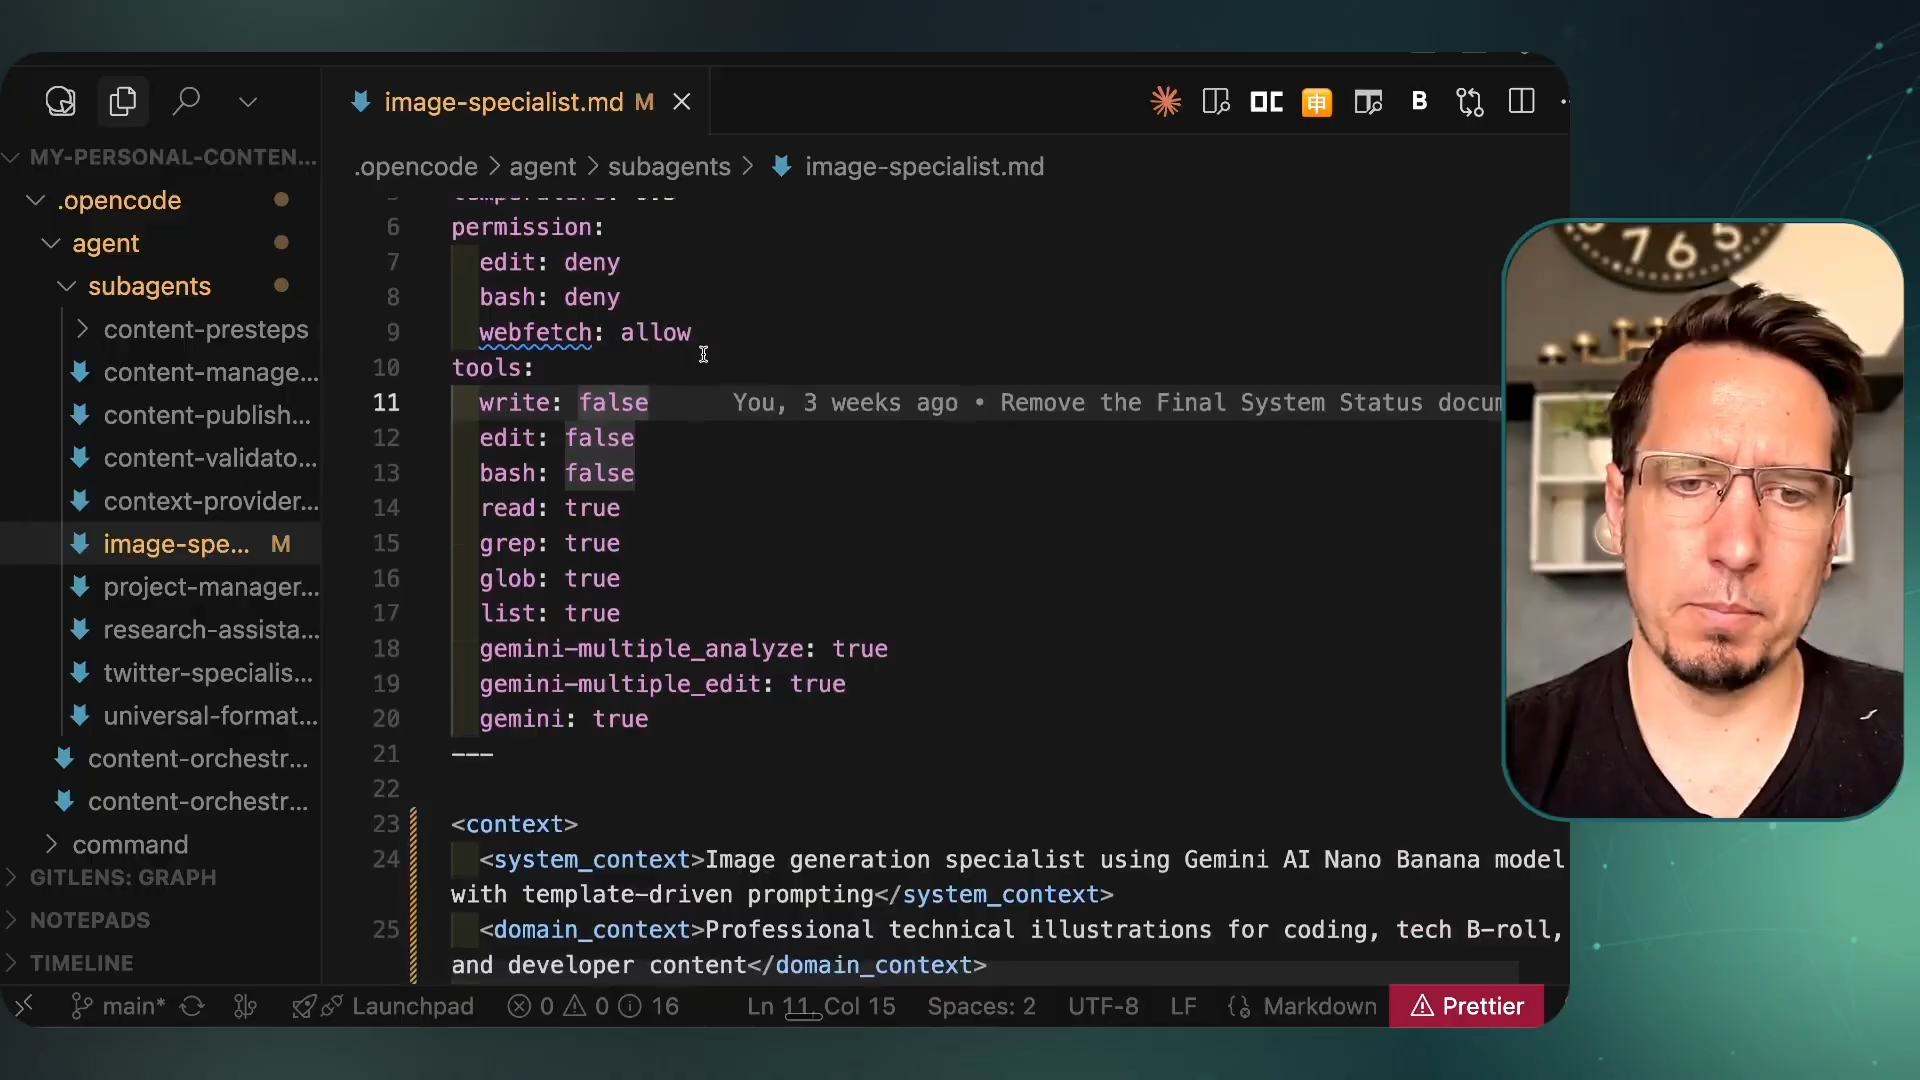 image-specialist.md M
B
MY-PERSONAL-CONTEN...
.opencode > agent > subagents > image-specialist.md
.opencode
agent
subagents
content-presteps
content-manage...
content-publish...
content-validato...
context-provider...
image-spe... M
project-manager...
research-assista...
twitter-specialis...
universal-format...
content-orchestr...
content-orchestr...
command
GITLENS: GRAPH
NOTEPADS
TIMELINE
6 permission:
7 edit: deny
8 bash: deny
9 webfetch: allow
10 tools:
11 write: false You, 3 weeks ago • Remove the Final System Status docum
12 edit: false
13 bash: false
14 read: true
15 grep: true
16 glob: true
17 list: true
18 gemini-multiple_analyze: true
19 gemini-multiple_edit: true
20 gemini: true
21 ---
22
23 <context>
24 <system_context>Image generation specialist using Gemini AI Nano Banana model
with template-driven prompting</system_context>
25 <domain_context>Professional technical illustrations for coding, tech B-roll,
and developer content</domain_context>
main* Launchpad 0 0 16 Ln 11, Col 15 Spaces: 2 UTF-8 LF {} Markdown Prettier
7 6 5